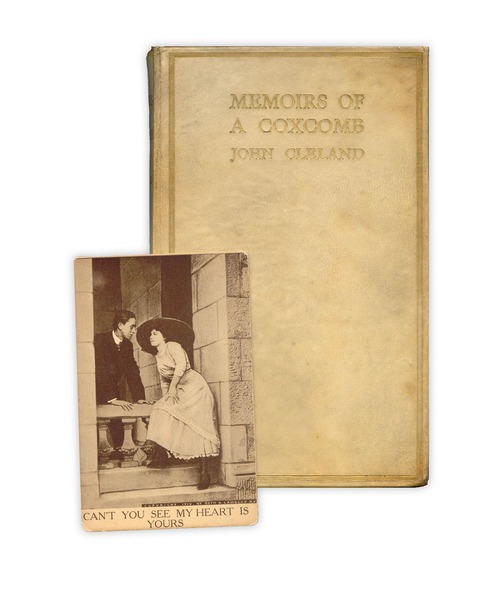 MEMOIRS OF
A COXCOMB
JOHN CLELAND
CAN'T YOU SEE MY HEART IS
YOURS